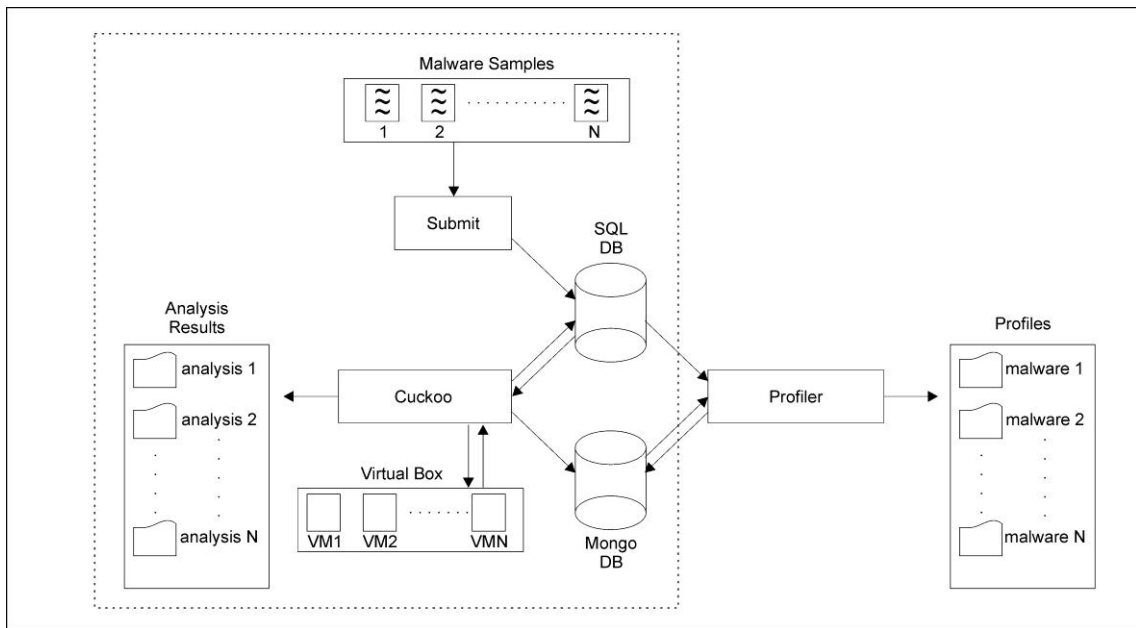 Malware Samples
1 2 N
Submit
SQL
DB
Analysis
Results
analysis 1
analysis 2
analysis N
Cuckoo
Virtual Box
VM1 VM2 VMN
Mongo
DB
Profiler
Profiles
malware 1
malware 2
malware N